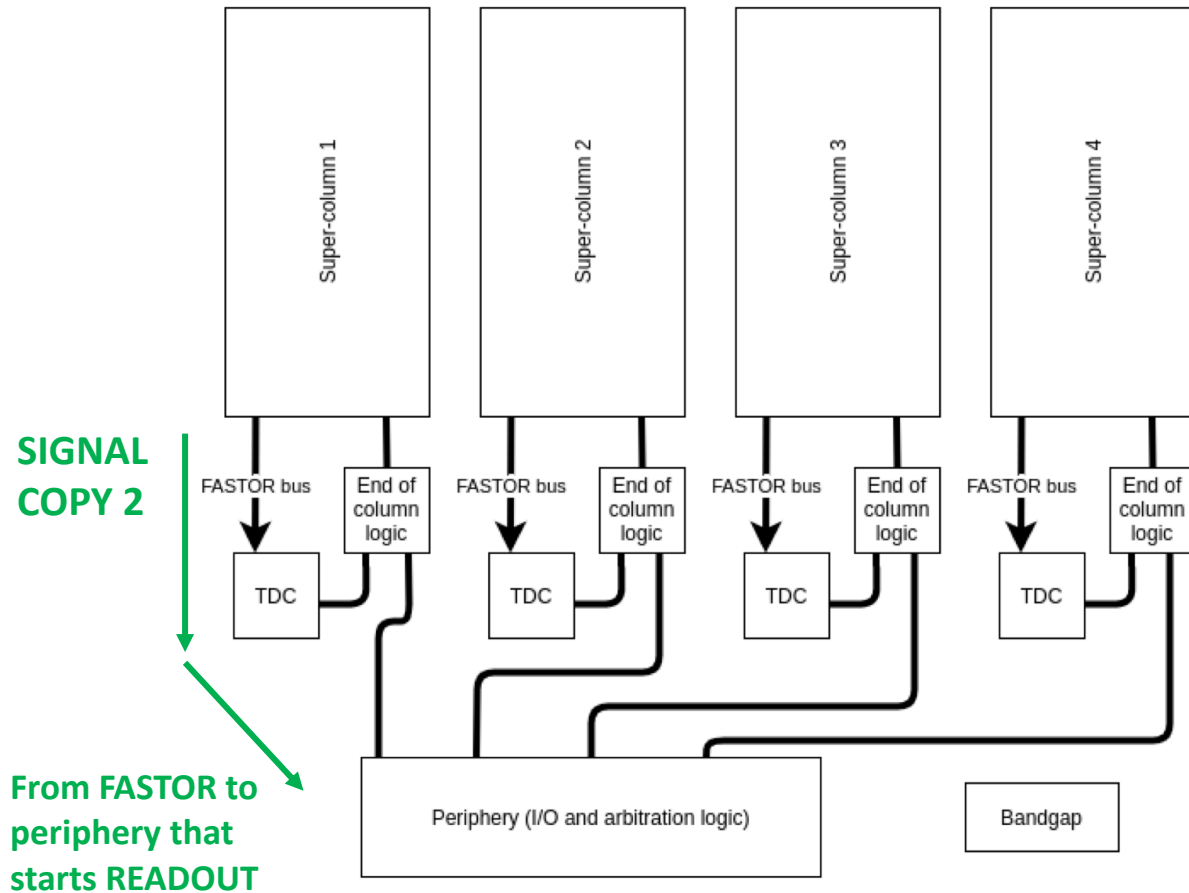 Super-column 1
Super-column 2
Super-column 3
Super-column 4
SIGNAL
COPY 2
FASTOR bus
End of
column
logic
FASTOR bus
End of
column
logic
FASTOR bus
End of
column
logic
FASTOR bus
End of
column
logic
TDC
TDC
TDC
TDC
From FASTOR to
periphery that
starts READOUT
Periphery (I/O and arbitration logic)
Bandgap